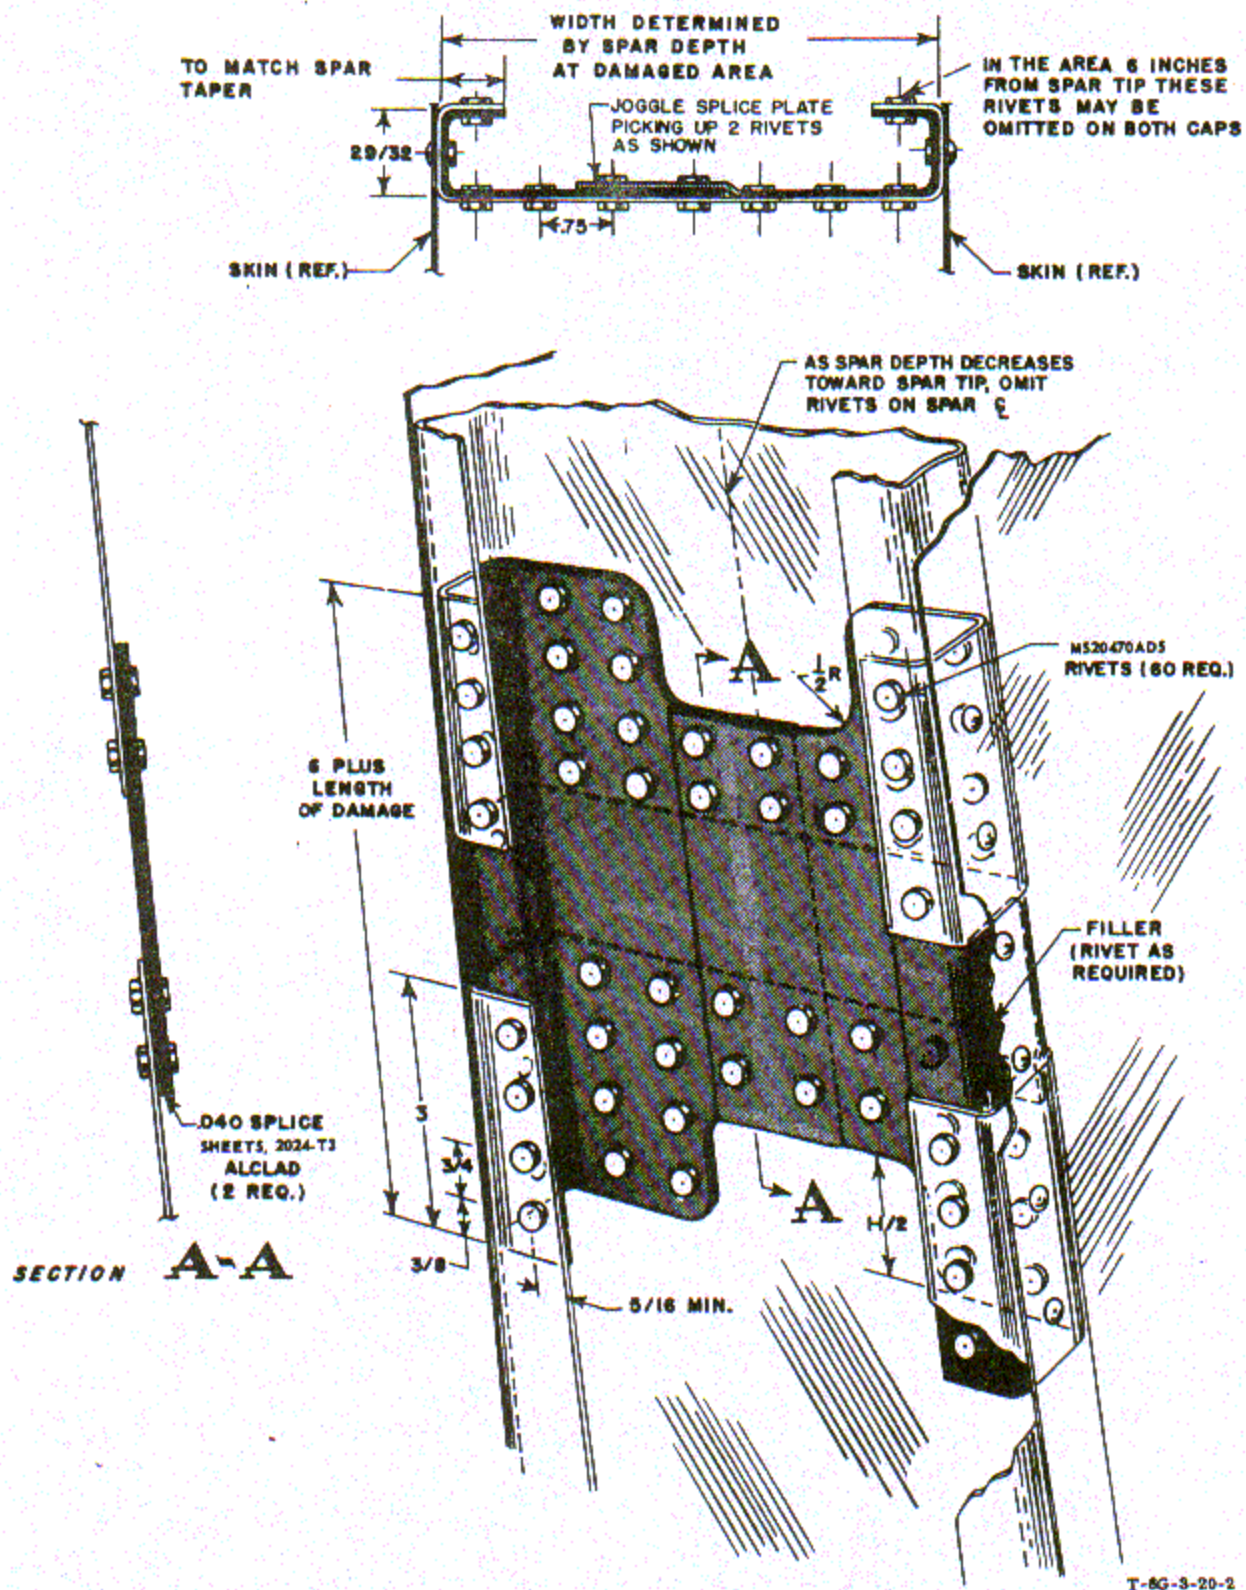 WIDTH DETERMINED
BY SPAR DEPTH
AT DAMAGED AREA
TO MATCH SPAR
TAPER
JOGGLE SPLICE PLATE
PICKING UP 2 RIVETS
AS SHOWN
IN THE AREA 6 INCHES
FROM SPAR TIP THESE
RIVETS MAY BE
OMITTED ON BOTH CAPS
29/32
.75
SKIN (REF.)
SKIN (REF.)
AS SPAR DEPTH DECREASES
TOWARD SPAR TIP, OMIT
RIVETS ON SPAR ℄
A
1/2 R
MS20470AD5
RIVETS (60 REQ.)
6 PLUS
LENGTH
OF DAMAGE
FILLER
(RIVET AS
REQUIRED)
3
3/4
3/8
.040 SPLICE
SHEETS, 2024-T3
ALCLAD
(2 REQ.)
A
H/2
SECTION A-A
5/16 MIN.
T-6G-3-20-2